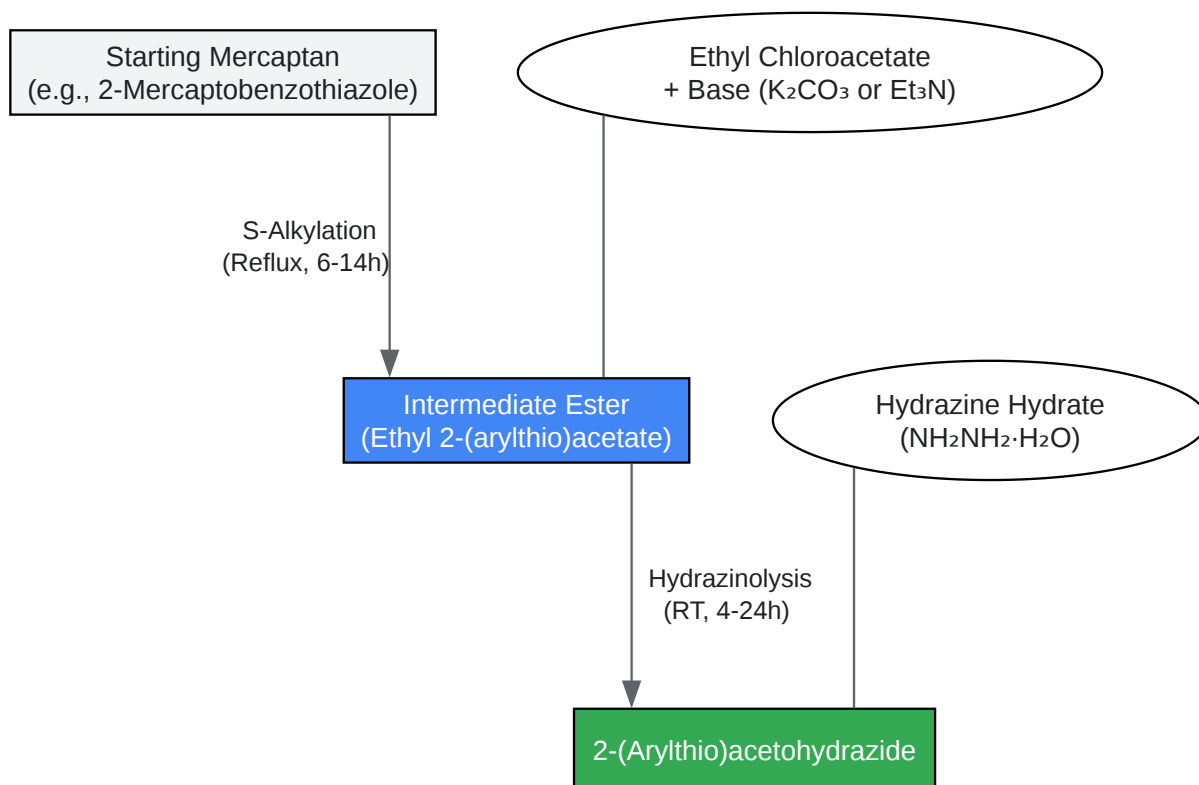 Starting Mercaptan
(e.g., 2-Mercaptobenzothiazole)
Ethyl Chloroacetate
+ Base (K₂CO₃ or Et₃N)
S-Alkylation
(Reflux, 6-14h)
Intermediate Ester
(Ethyl 2-(arylthio)acetate)
Hydrazine Hydrate
(NH₂NH₂·H₂O)
Hydrazinolysis
(RT, 4-24h)
2-(Arylthio)acetohydrazide